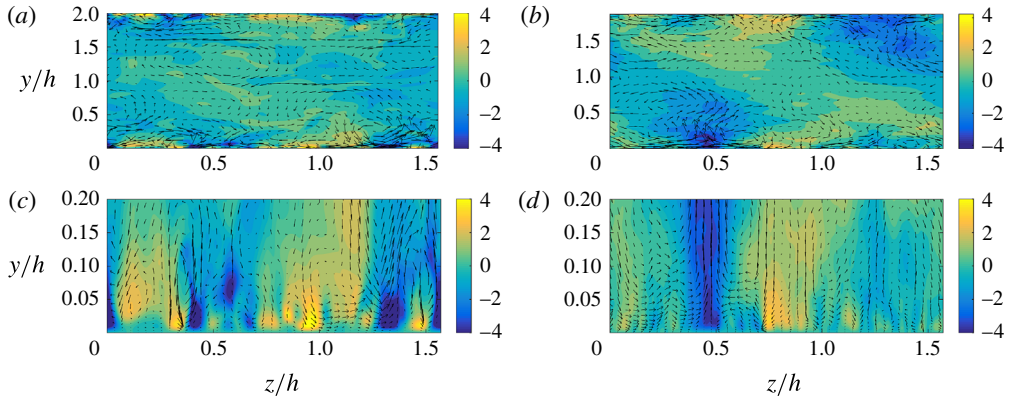 (a) 2.0 1.5 1.0 0.5 0 y/h 0 0.5 1.0 1.5 4 2 0 −2 −4
(b) 1.5 1.0 0.5 0 0.5 1.0 1.5 4 2 0 −2 −4
(c) 0.20 0.15 0.10 0.05 0 y/h 0.5 1.0 1.5 z/h 4 2 0 −2 −4
(d) 0.20 0.15 0.10 0.05 0 0.5 1.0 1.5 z/h 4 2 0 −2 −4